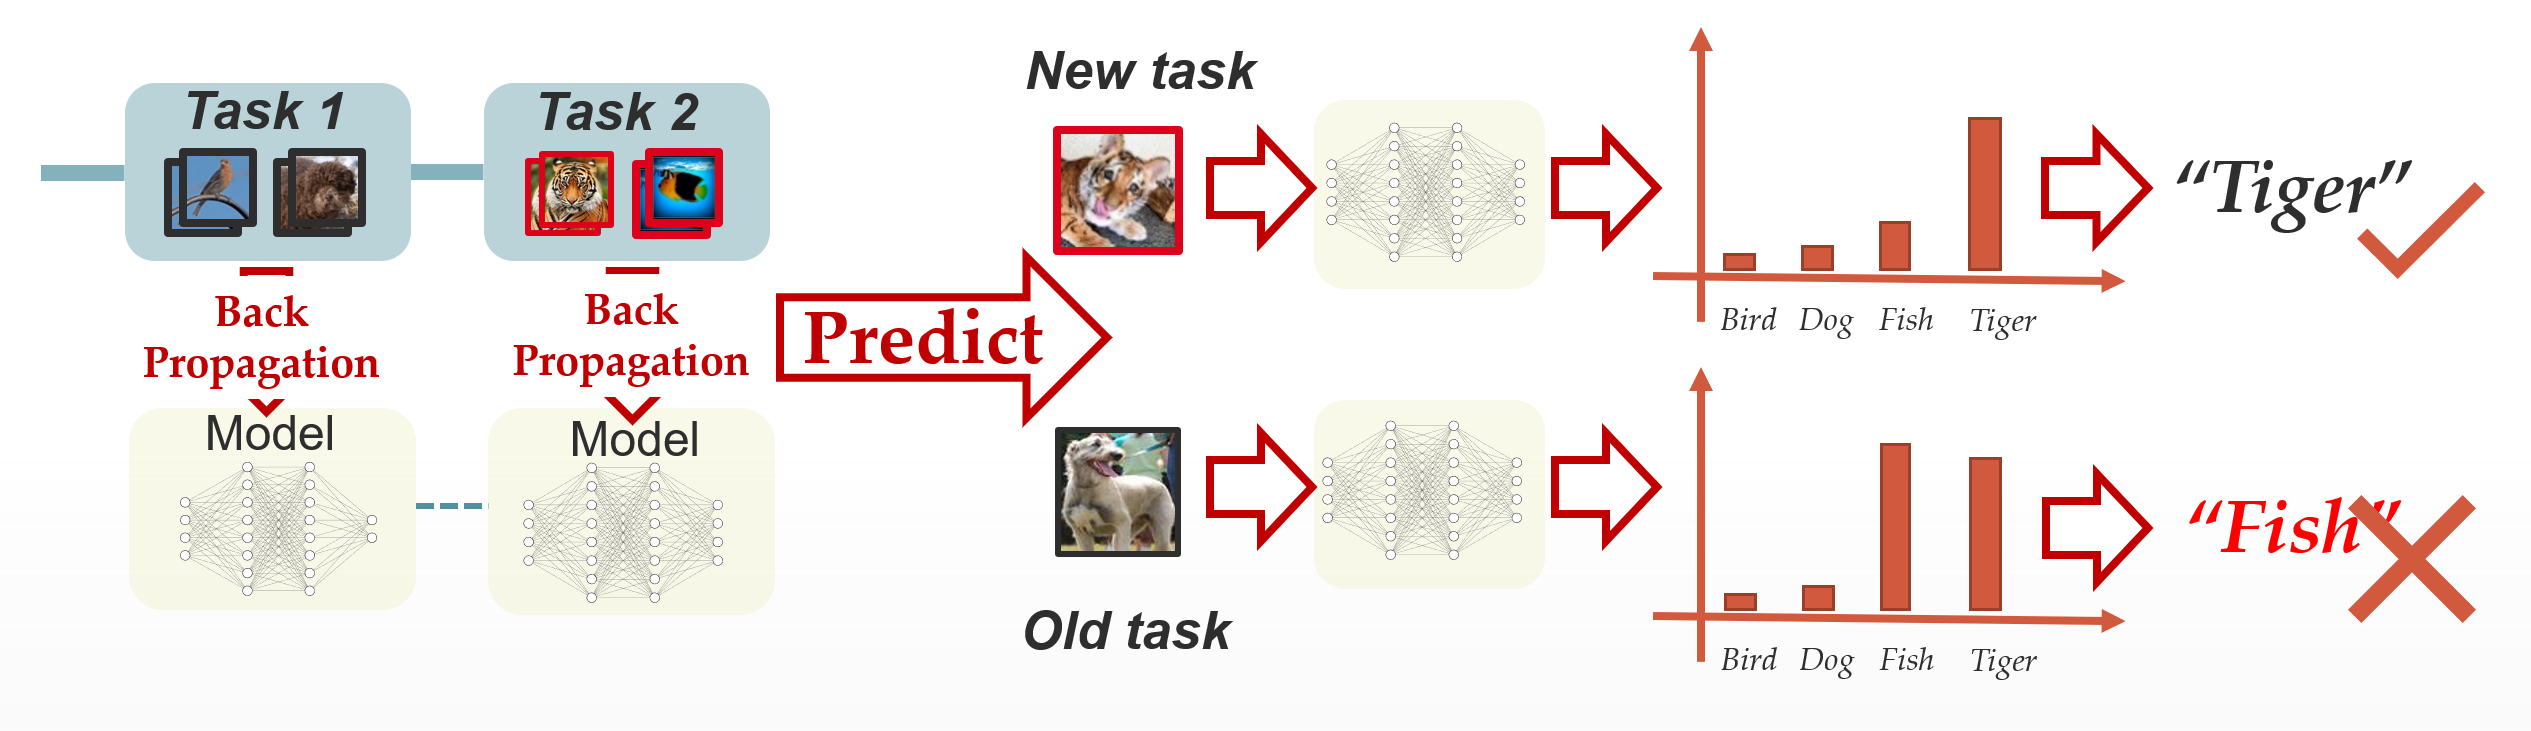 Task 1
Task 2
Back
Propagation
Back
Propagation
Model
Model
Predict
New task
Bird Dog Fish Tiger
“Tiger”
Old task
Bird Dog Fish Tiger
“Fish”